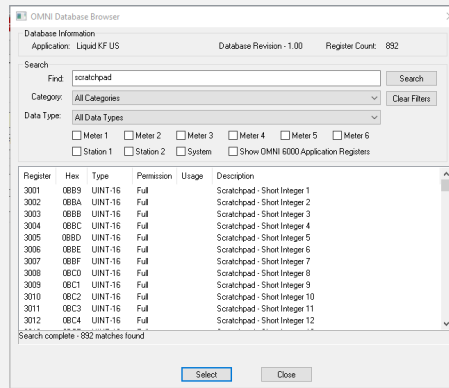 OMNI Database Browser
Database Information
Application: Liquid KF US Database Revision - 1.00 Register Count: 892
Search
Find: scratchpad Search
Category: All Categories Clear Filters
Data Type: All Data Types
Meter 1 Meter 2 Meter 3 Meter 4 Meter 5 Meter 6
Station 1 Station 2 System Show OMNI 6000 Application Registers
Register Hex Type Permission Usage Description
3001 0BB9 UINT-16 Full Scratchpad - Short Integer 1
3002 0BBA UINT-16 Full Scratchpad - Short Integer 2
3003 0BBB UINT-16 Full Scratchpad - Short Integer 3
3004 0BBC UINT-16 Full Scratchpad - Short Integer 4
3005 0BBD UINT-16 Full Scratchpad - Short Integer 5
3006 0BBE UINT-16 Full Scratchpad - Short Integer 6
3007 0BBF UINT-16 Full Scratchpad - Short Integer 7
3008 0BC0 UINT-16 Full Scratchpad - Short Integer 8
3009 0BC1 UINT-16 Full Scratchpad - Short Integer 9
3010 0BC2 UINT-16 Full Scratchpad - Short Integer 10
3011 0BC3 UINT-16 Full Scratchpad - Short Integer 11
3012 0BC4 UINT-16 Full Scratchpad - Short Integer 12
Search complete - 892 matches found
Select Close